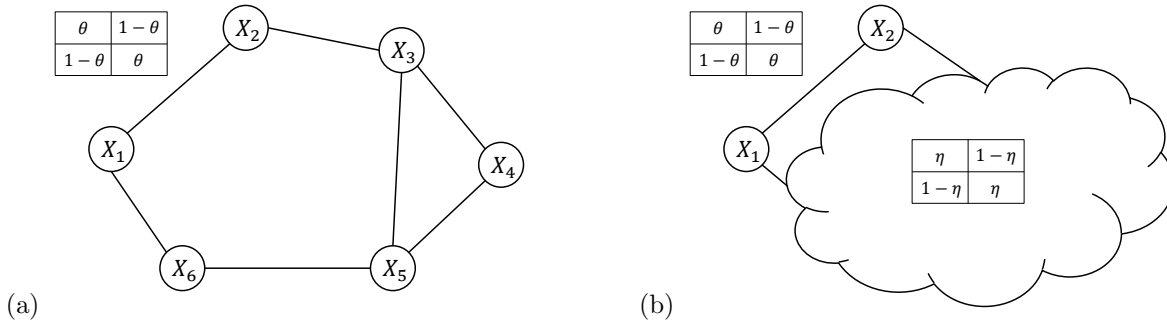 θ 1−θ
1−θ θ
X₂
X₃
X₁
X₄
X₆
X₅
(a)
θ 1−θ
1−θ θ
X₂
X₁
η 1−η
1−η η
(b)